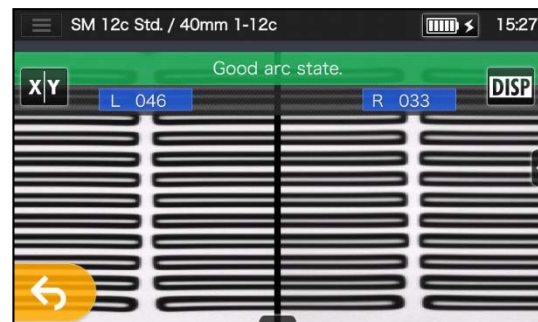 SM 12c Std. / 40mm 1-12c 15:27
Good arc state.
X|Y DISP
L 046 R 033